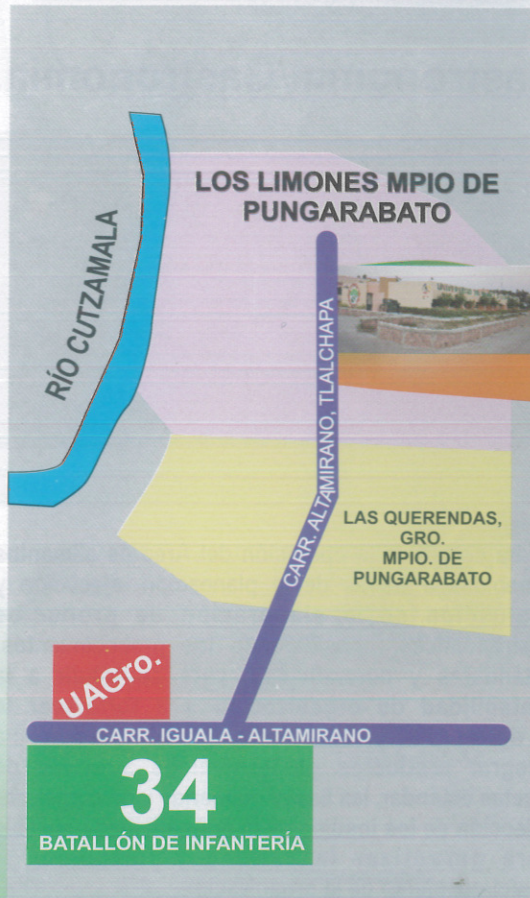 LOS LIMONES MPIO DE
PUNGARABATO
RÍO CUTZAMALA
CARR. ALTAMIRANO, TLALCHAPA
LAS QUERENDAS,
GRO.
MPIO. DE
PUNGARABATO
UAGro.
CARR. IGUALA - ALTAMIRANO
34
BATALLÓN DE INFANTERÍA